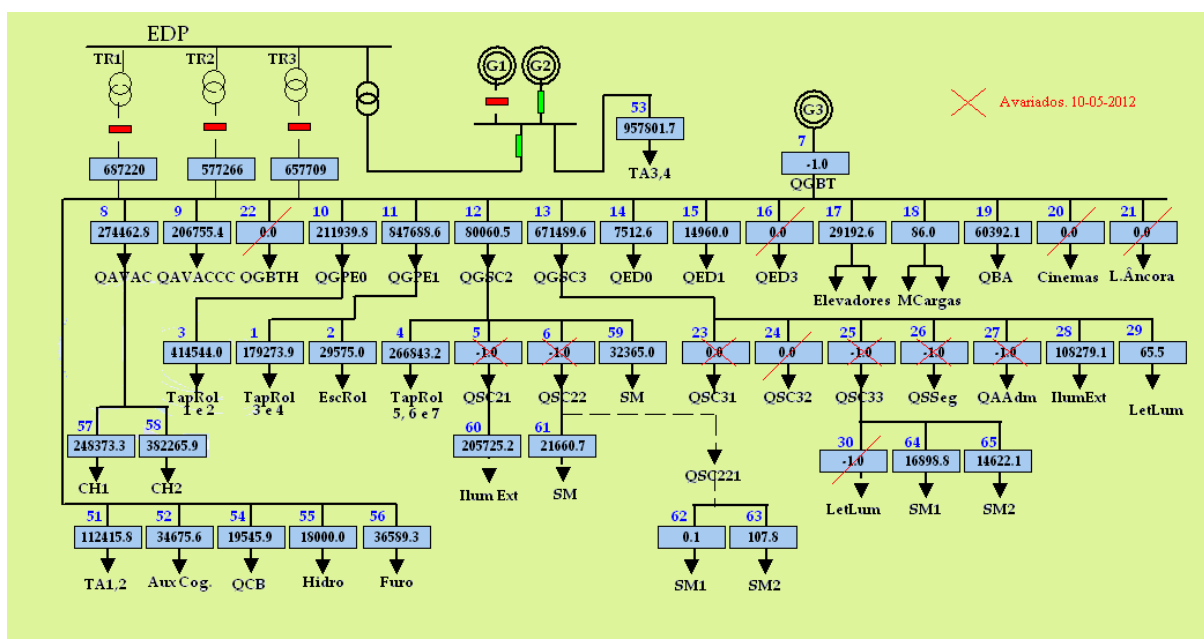 EDP
TR1 TR2 TR3
G1 G2
G3
53
957801.7
TA3,4
Avariados. 10-05-2012
687220 577266 657709
7
-1.0
QGBT
8 9 22 10 11 12 13 14 15 16 17 18 19 20 21
274462.8 206755.4 0.0 211939.8 847688.6 80060.5 671489.6 7512.6 14960.0 0.0 29192.6 86.0 60392.1 0.0 0.0
QAVAC QAVACCC QGBTH QGPE0 QGPE1 QGSC2 QGSC3 QED0 QED1 QED3 Elevadores MCargas QBA Cinemas L.Âncora
3 1 2 4 5 6 59 23 24 25 26 27 28 29
414544.0 179273.9 29575.0 266843.2 -1.0 -1.0 32365.0 0.0 0.0 -1.0 -1.0 -1.0 108279.1 65.5
TapRol TapRol EscRol TapRol QSC21 QSC22 SM QSC31 QSC32 QSC33 QSSeg QAAdm IlumExt LetLum
1 e 2 3 e 4 5, 6 e 7
57 58 60 61 30 64 65
248373.3 382265.9 205725.2 21660.7 -1.0 16898.8 14622.1
CH1 CH2 Ilum Ext SM QSC221 LetLum SM1 SM2
51 52 54 55 56 62 63
112415.8 34675.6 19545.9 18000.0 36589.3 0.1 107.8
TA1,2 Aux Cog. QCB Hidro Furo SM1 SM2